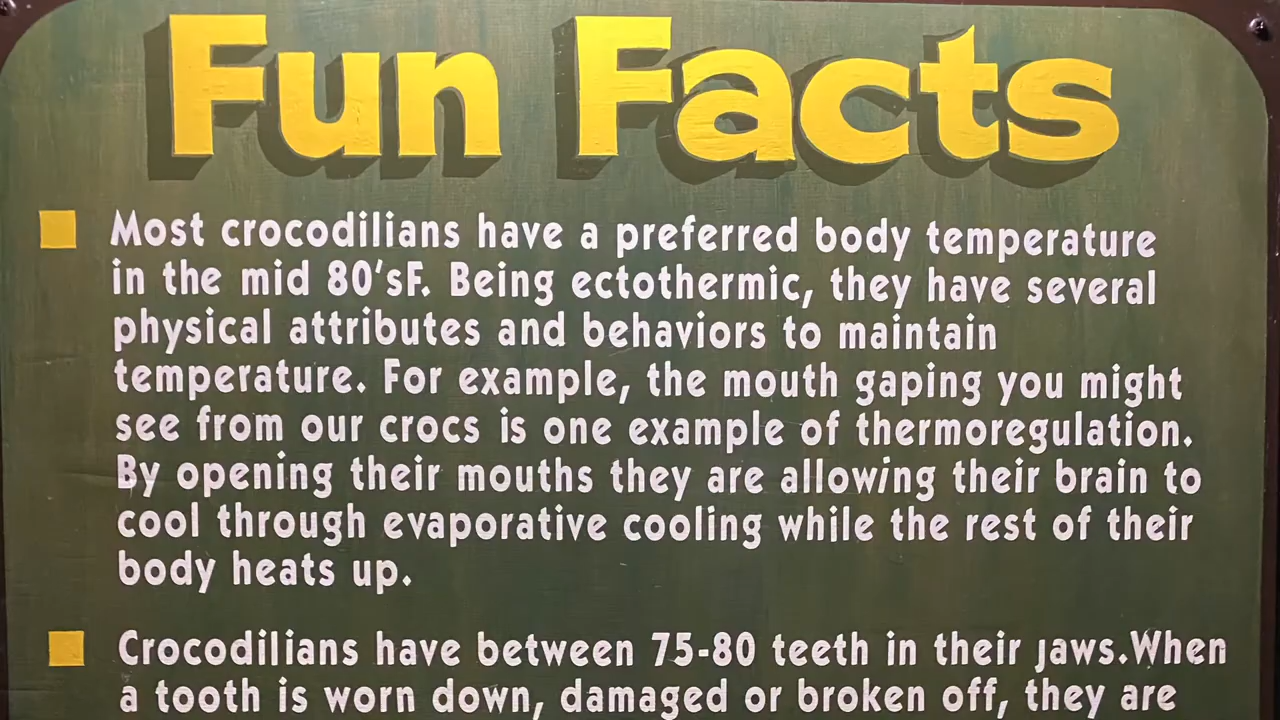 Fun Facts
Most crocodilians have a preferred body temperature
in the mid 80'sF. Being ectothermic, they have several
physical attributes and behaviors to maintain
temperature. For example, the mouth gaping you might
see from our crocs is one example of thermoregulation.
By opening their mouths they are allowing their brain to
cool through evaporative cooling while the rest of their
body heats up.
Crocodilians have between 75-80 teeth in their jaws.When
a tooth is worn down, damaged or broken off, they are